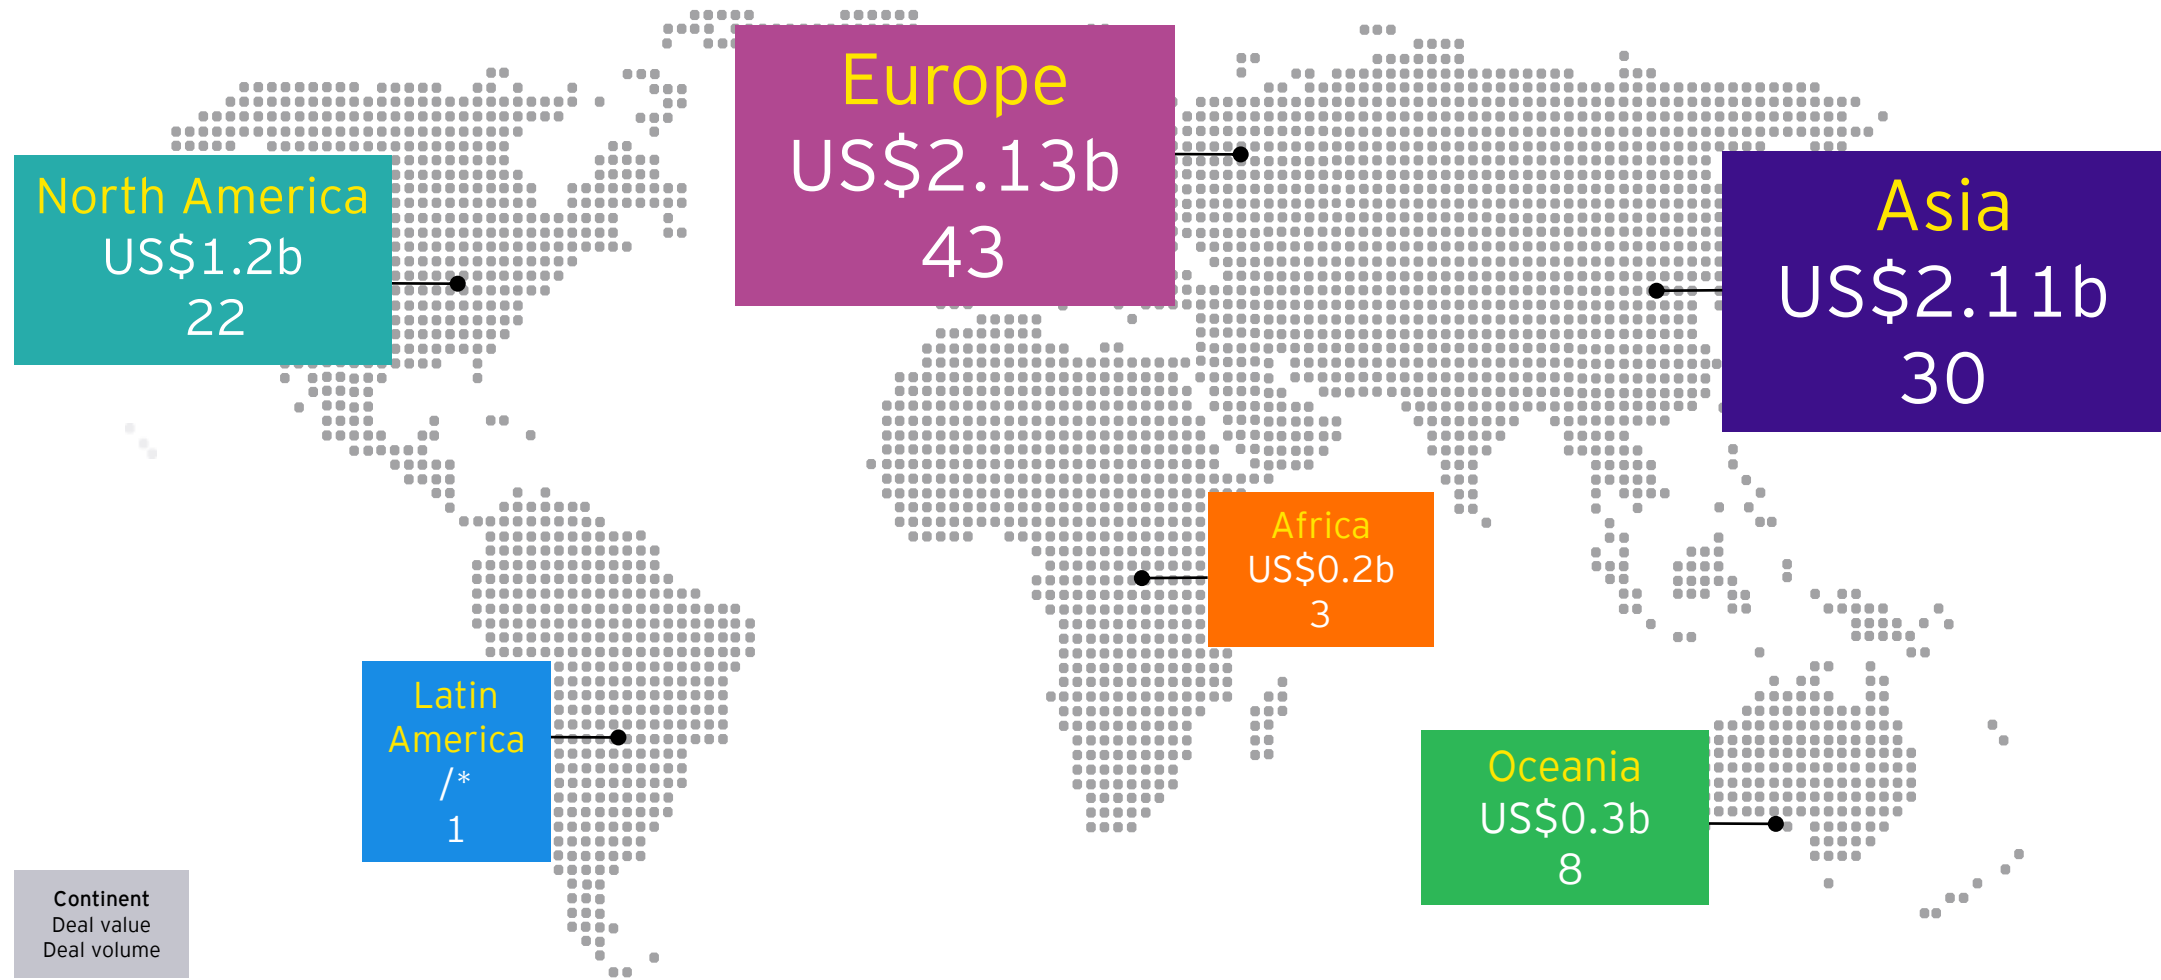 Europe
US$2.13b
43
North America
US$1.2b
22
Asia
US$2.11b
30
Africa
US$0.2b
3
Latin
America
/*
1
Oceania
US$0.3b
8
Continent
Deal value
Deal volume